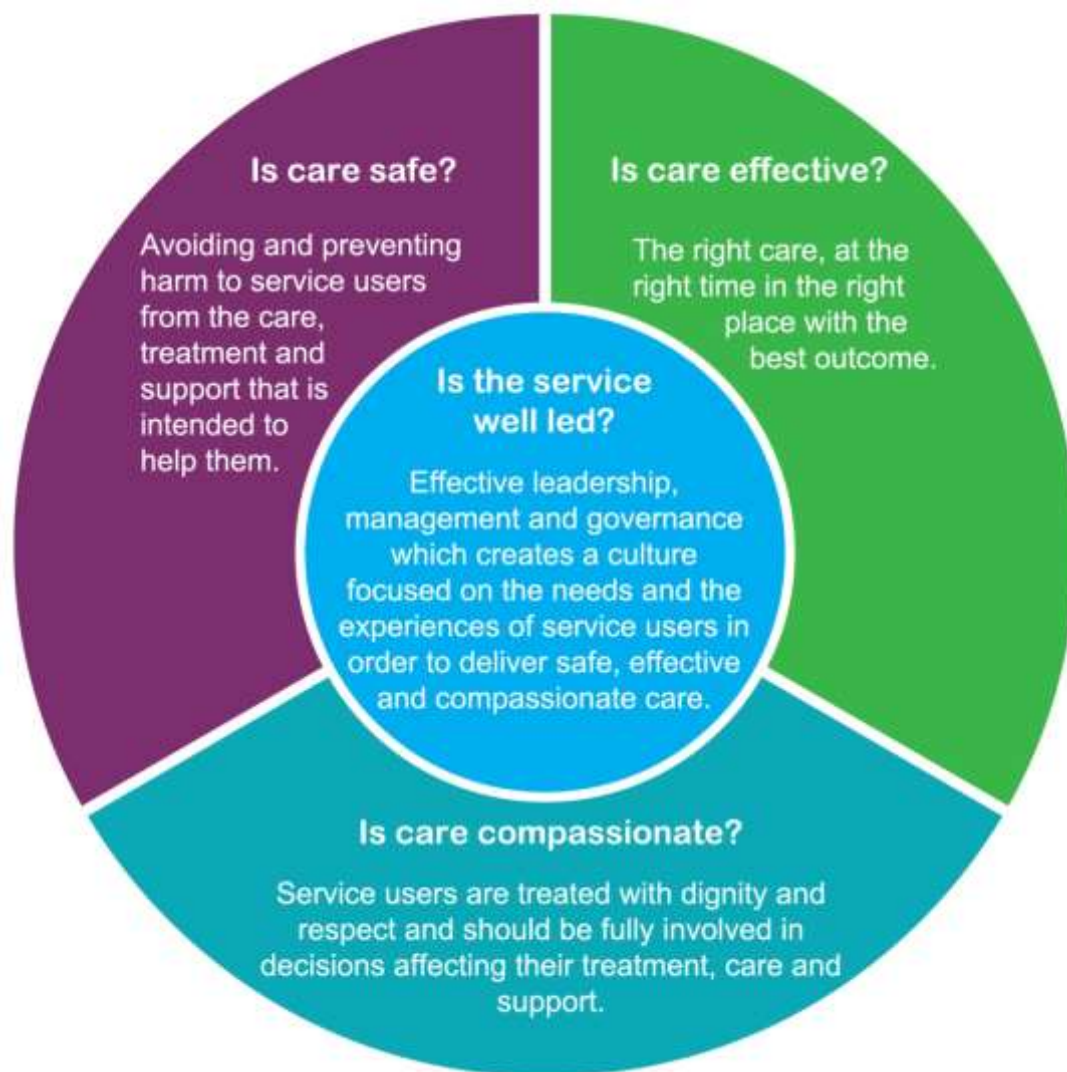 Is care safe?
Avoiding and preventing
harm to service users
from the care,
treatment and
support that is
intended to
help them.
Is care effective?
The right care, at the
right time in the right
place with the
best outcome.
Is the service
well led?
Effective leadership,
management and governance
which creates a culture
focused on the needs and the
experiences of service users in
order to deliver safe, effective
and compassionate care.
Is care compassionate?
Service users are treated with dignity and
respect and should be fully involved in
decisions affecting their treatment, care and
support.